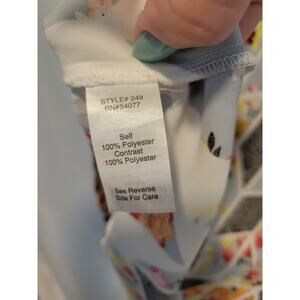 STYLE# 249
RN#54077
Self
100% Polyester
Contrast
100% Polyester
See Reverse
Side For Care